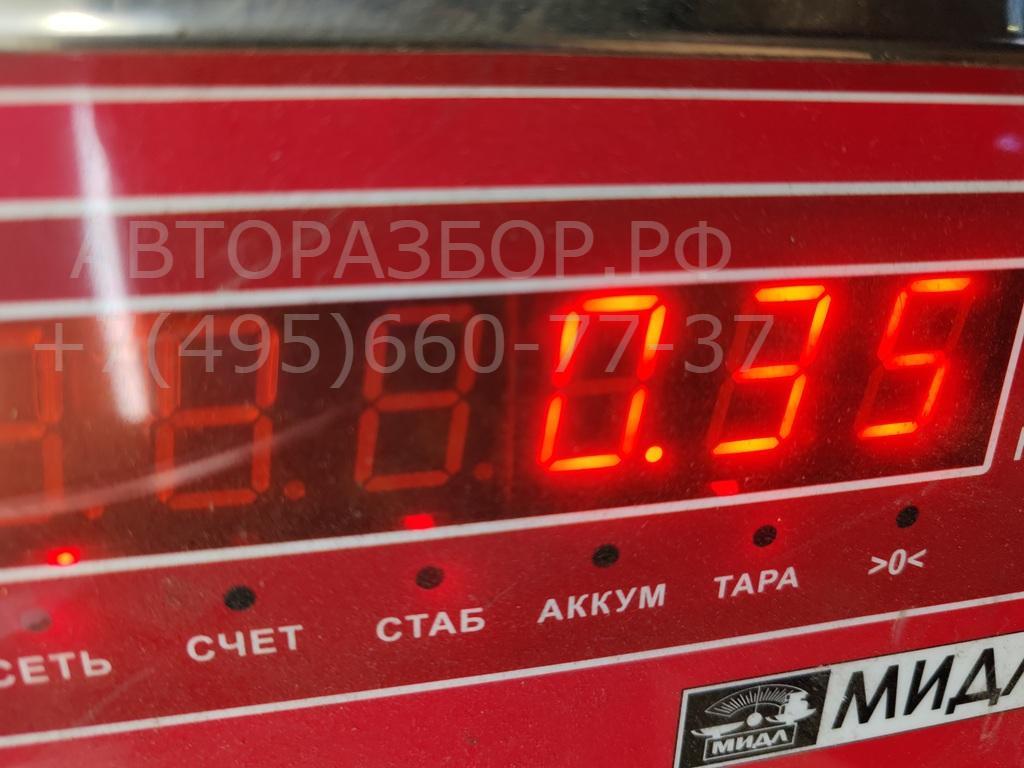 АВТОРАЗБОР.РФ
+7(495)660-77-37
0.35
СЕТЬ СЧЕТ СТАБ АККУМ ТАРА >0<
МИДЛ МИДЛ